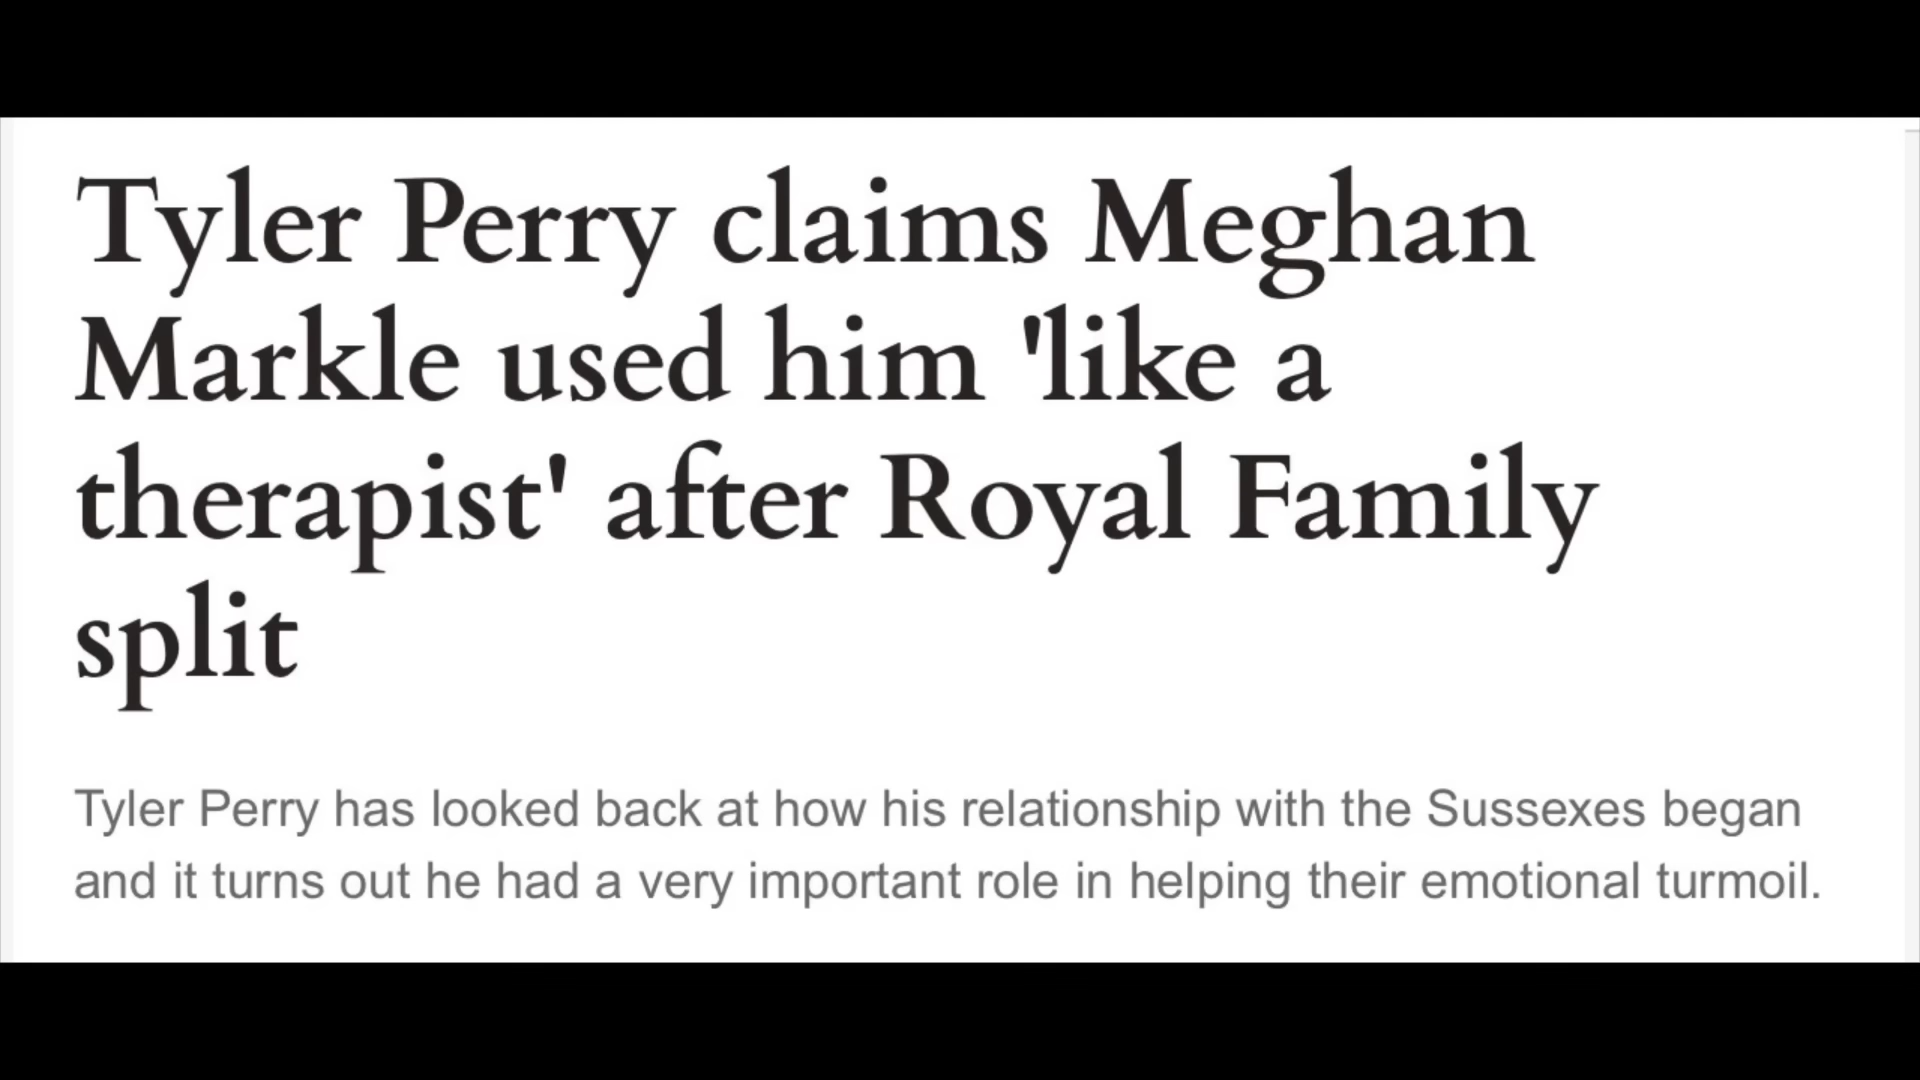 Tyler Perry claims Meghan
Markle used him 'like a
therapist' after Royal Family
split
Tyler Perry has looked back at how his relationship with the Sussexes began
and it turns out he had a very important role in helping their emotional turmoil.